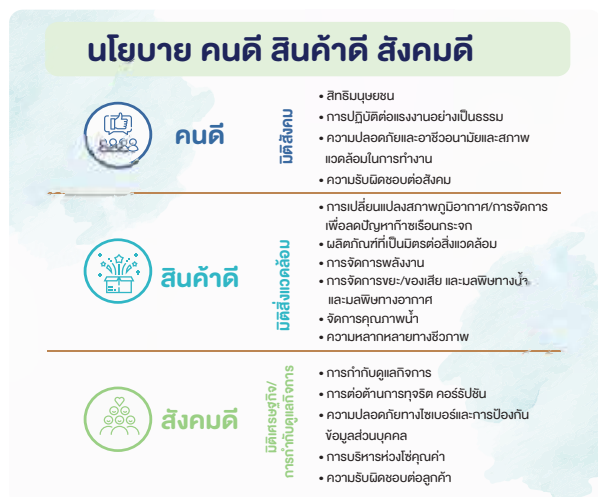 นโยบาย คนดี สินค้าดี สังคมดี
คนดี
มิติสังคม
• สิทธิมนุษยชน
• การปฏิบัติต่อแรงงานอย่างเป็นธรรม
• ความปลอดภัยและอาชีวอนามัยและสภาพ
แวดล้อมในการทำงาน
• ความรับผิดชอบต่อสังคม
สินค้าดี
มิติสิ่งแวดล้อม
• การเปลี่ยนแปลงสภาพภูมิอากาศ/การจัดการ
เพื่อลดปัญหาก๊าซเรือนกระจก
• ผลิตภัณฑ์ที่เป็นมิตรต่อสิ่งแวดล้อม
• การจัดการพลังงาน
• การจัดการขยะ/ของเสีย และมลพิษทางน้ำ
และมลพิษทางอากาศ
• จัดการคุณภาพน้ำ
• ความหลากหลายทางชีวภาพ
สังคมดี
มิติเศรษฐกิจ/
การกำกับดูแลกิจการ
• การกำกับดูแลกิจการ
• การต่อต้านการทุจริต คอร์รัปชัน
• ความปลอดภัยทางไซเบอร์และการป้องกัน
ข้อมูลส่วนบุคคล
• การบริหารห่วงโซ่คุณค่า
• ความรับผิดชอบต่อลูกค้า